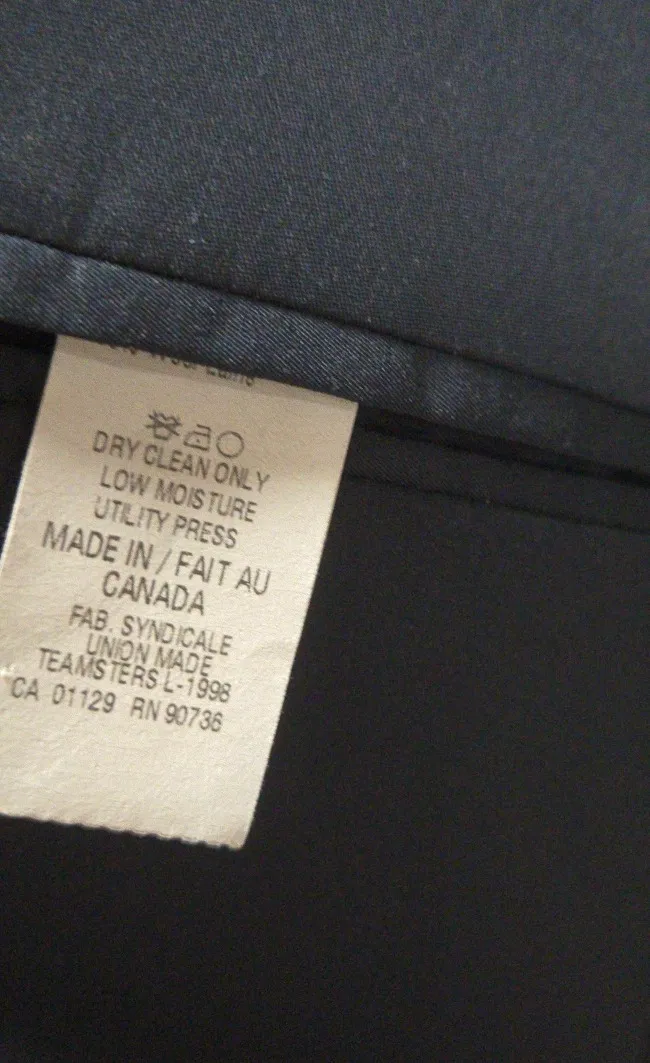 DRY CLEAN ONLY
LOW MOISTURE
UTILITY PRESS
MADE IN / FAIT AU
CANADA
FAB. SYNDICALE
UNION MADE
TEAMSTERS L-1998
CA 01129 RN 90736